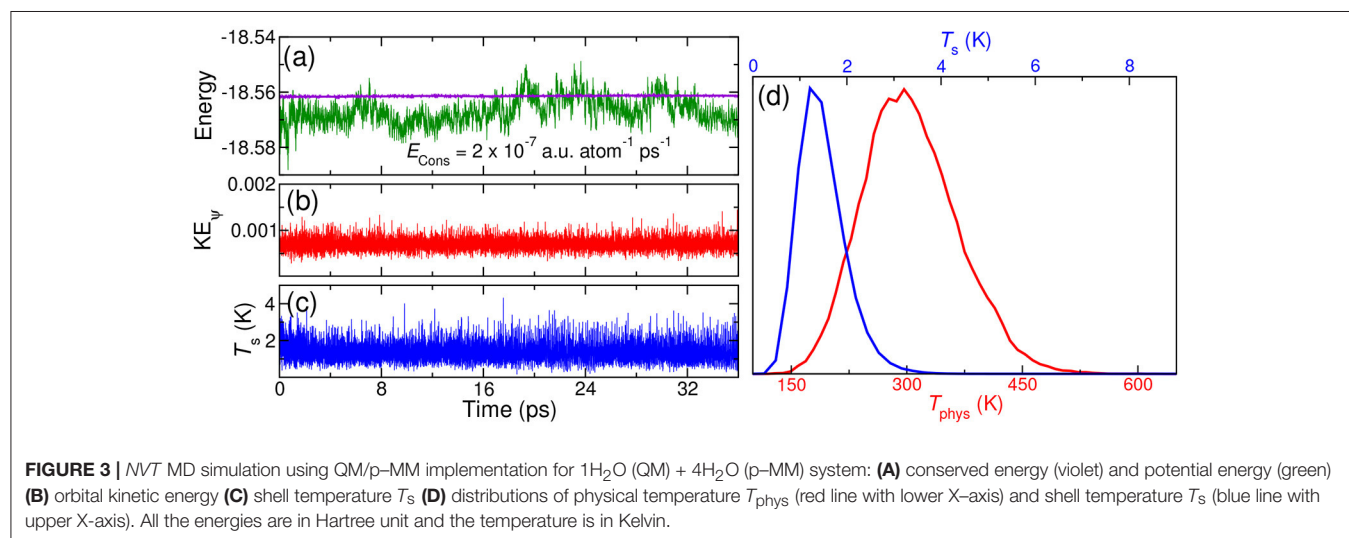 -18.54
-18.56
-18.58
Energy
(a)
E_Cons = 2 x 10⁻⁷ a.u. atom⁻¹ ps⁻¹
0.002
0.001
KE_ψ
(b)
4
2
T_s (K)
(c)
0 8 16 24 32
Time (ps)
T_s (K)
0 2 4 6 8
(d)
150 300 450 600
T_phys (K)
FIGURE 3 | NVT MD simulation using QM/p–MM implementation for 1H₂O (QM) + 4H₂O (p–MM) system: (A) conserved energy (violet) and potential energy (green)
(B) orbital kinetic energy (C) shell temperature T_S (D) distributions of physical temperature T_phys (red line with lower X–axis) and shell temperature T_S (blue line with
upper X-axis). All the energies are in Hartree unit and the temperature is in Kelvin.